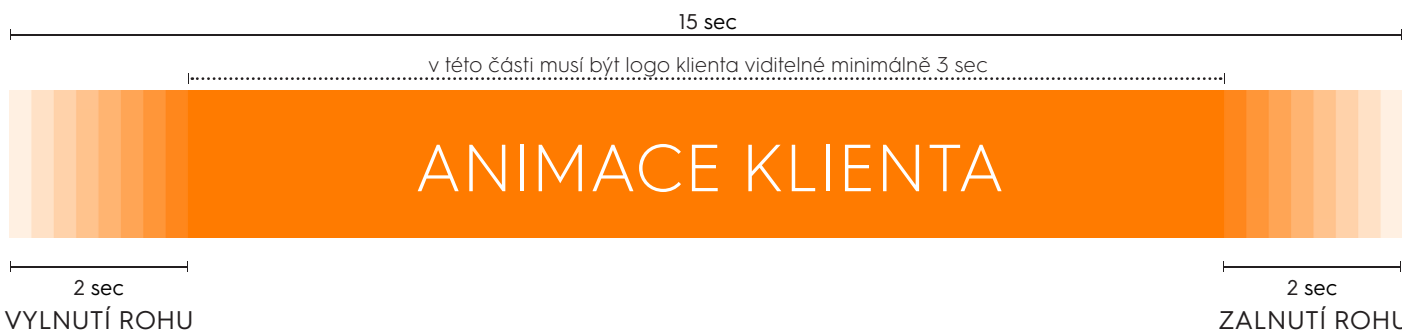 15 sec
v této části musí být logo klienta viditelné minimálně 3 sec
ANIMACE KLIENTA
2 sec
2 sec
VYLNUTÍ ROHU
ZALNUTÍ ROHU